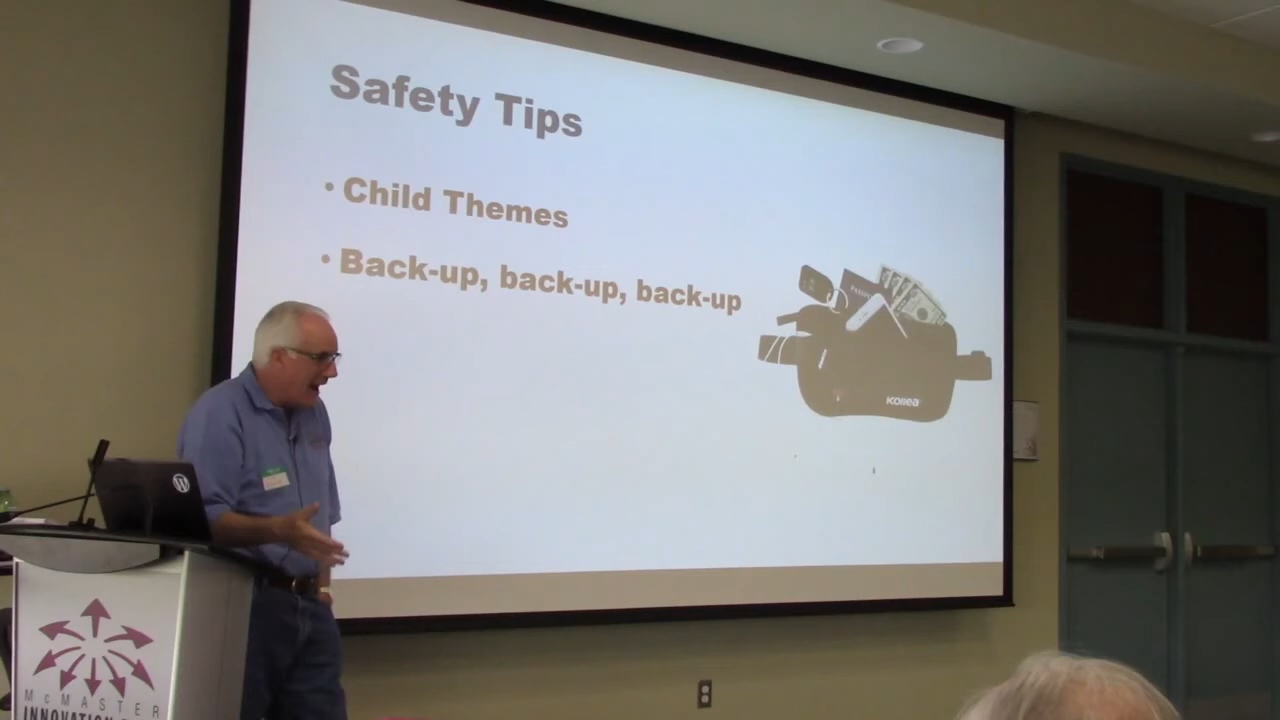 Safety Tips
• Child Themes
• Back-up, back-up, back-up
Kollea
McMASTER
INNOVATION